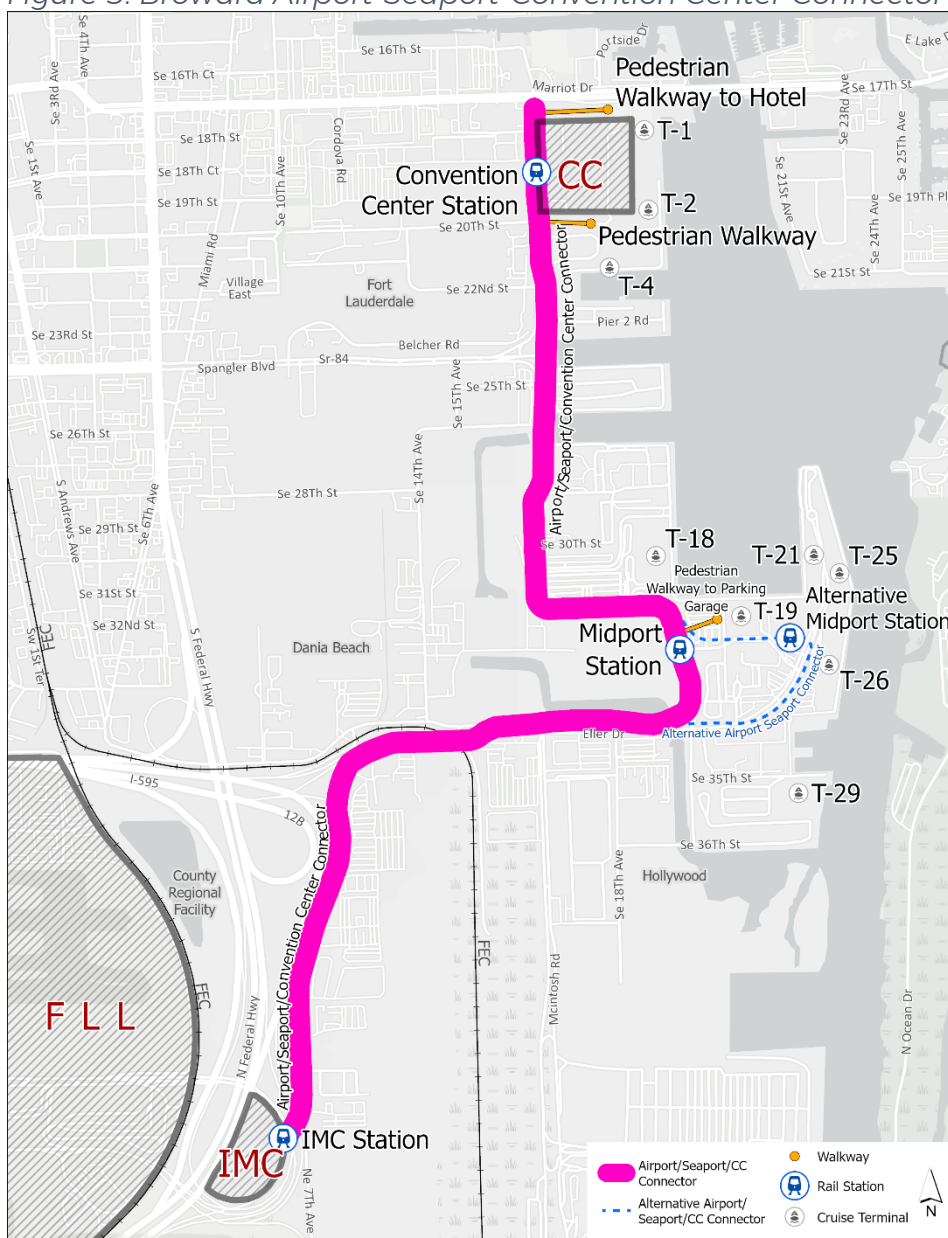 Figure 5: Broward Airport-Seaport-Convention Center Connector
Se 4Th Ave
Se 3Rd Ave
Se 16Th St
Portside Dr
E Lake D
Se 16Th Ct
Marriot Dr
Pedestrian
Walkway to Hotel
Se 17Th St
Se 23Rd Ave
Se 25Th Ave
Se 1St Ave
Se 18Th St
Cordova Rd
T-1
Se 18Th Ct
Se 10Th Ave
Convention
Center Station
CC
Se 21St Ave
Se 19Th St
Se 19Th Pl
T-2
Se 24Th Ave
Miami Rd
Se 20Th St
Pedestrian Walkway
Village
East
Fort
Lauderdale
Se 22Nd St
T-4
Se 21St St
Airport/Seaport/Convention Center Connector
Pier 2 Rd
Se 23Rd St
Belcher Rd
Sr-84
Spangler Blvd
Se 15Th Ave
Se 25Th St
Se 26Th St
Se 14Th Ave
S Andrews Ave
Se 6Th Ave
Se 28Th St
Se 29Th St
Se 30Th St
T-18
T-21
T-25
Pedestrian
Walkway to Parking
Garage
Se 31St St
T-19
Alternative
Midport Station
Se 32Nd St
FEC
Sw 1St Ter
S Federal Hwy
Dania Beach
Midport
Station
T-26
Alternative Airport Seaport Connector
Eller Dr
I-595
12B
Se 35Th St
T-29
Se 36Th St
County
Regional
Facility
Airport/Seaport/Convention Center Connector
Hollywood
Se 18Th Ave
FEC
FEC
Mcintosh Rd
F L L
N Federal Hwy
N Ocean Dr
IMC Station
IMC
Ne 7Th Ave
Airport/Seaport/CC
Connector
Alternative Airport/
Seaport/CC Connector
Walkway
Rail Station
Cruise Terminal
N